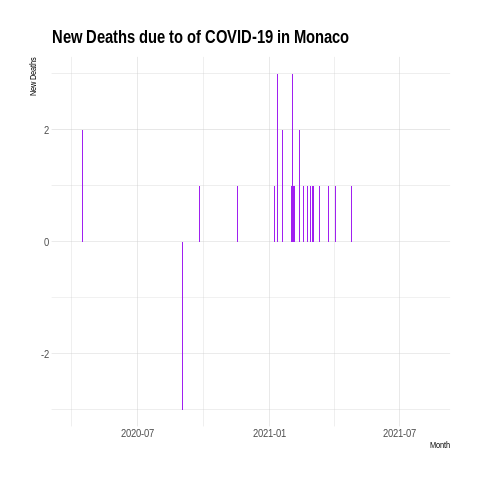 New Deaths due to of COVID-19 in Monaco
New Deaths
2
0
-2
2020-07
2021-01
2021-07
Month